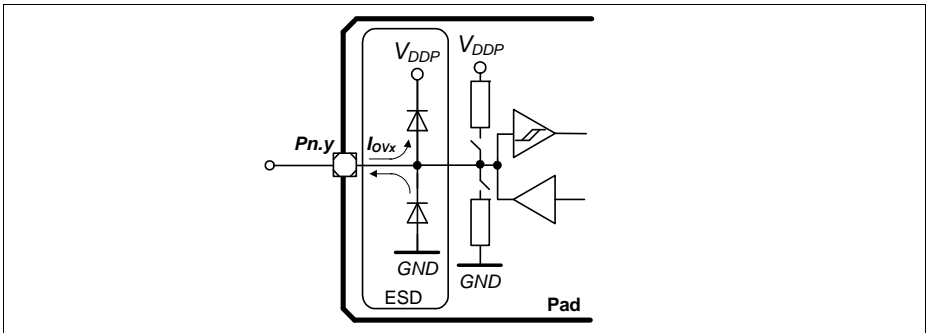 V_DDP
V_DDP
Pn.y
I_OVx
GND
GND
ESD
Pad